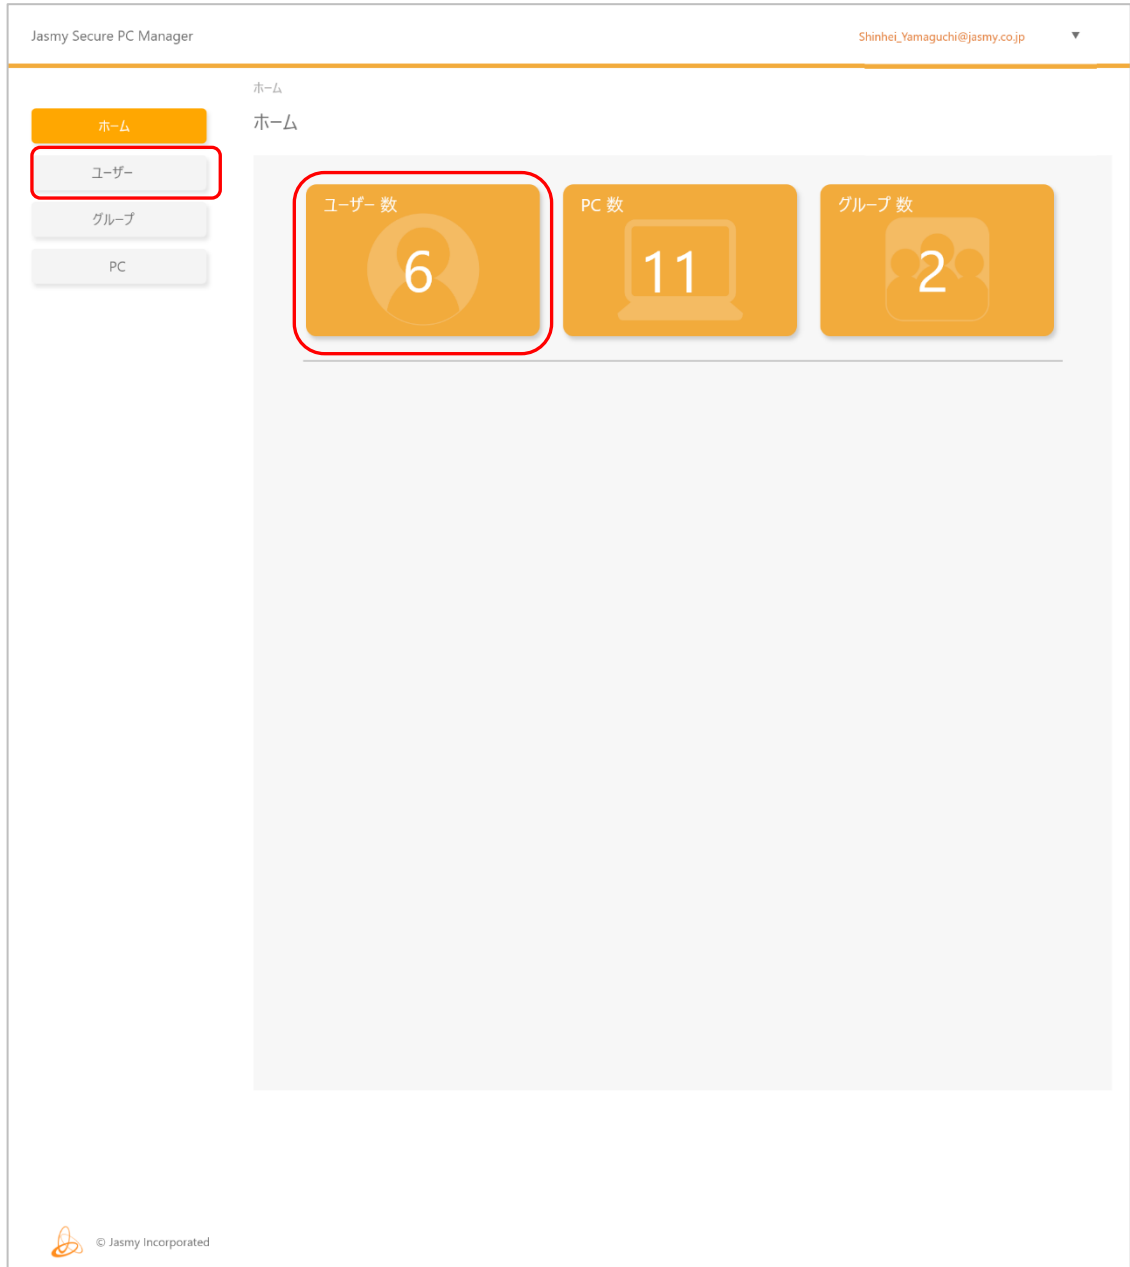 Jasmy Secure PC Manager
Shinhei_Yamaguchi@jasmy.co.jp ▼
ホーム
ホーム
ホーム
ユーザー
グループ
PC
ユーザー 数
6
PC 数
11
グループ 数
2
© Jasmy Incorporated